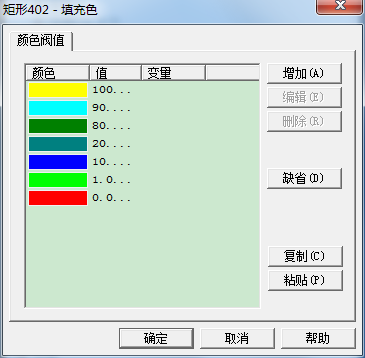 矩形402 - 填充色
颜色阀值
颜色 值 变量
100...
90...
80...
20...
10...
1.0...
0.0...
增加(A)
编辑(E)
删除(R)
缺省(D)
复制(C)
粘贴(P)
确定 取消 帮助